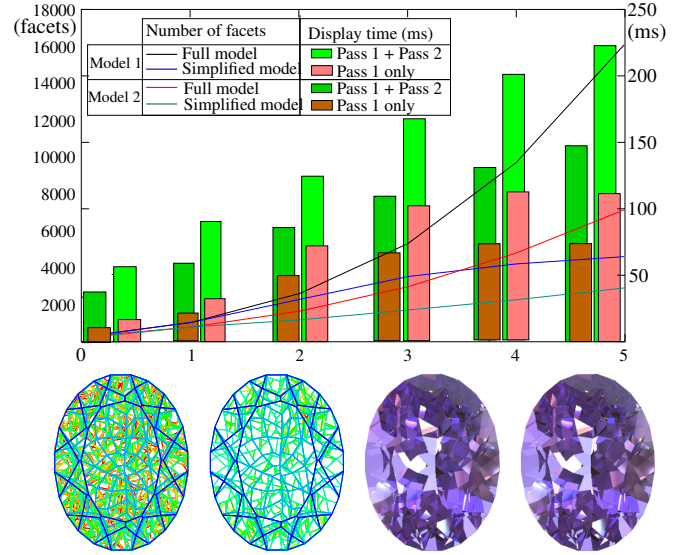 18000
(facets)
16000
14000
12000
10000
8000
6000
4000
2000
0
Number of facets
Display time (ms)
Model 1
Full model
Simplified model
Pass 1 + Pass 2
Pass 1 only
Model 2
Full model
Simplified model
Pass 1 + Pass 2
Pass 1 only
250
(ms)
200
150
100
50
0 1 2 3 4 5